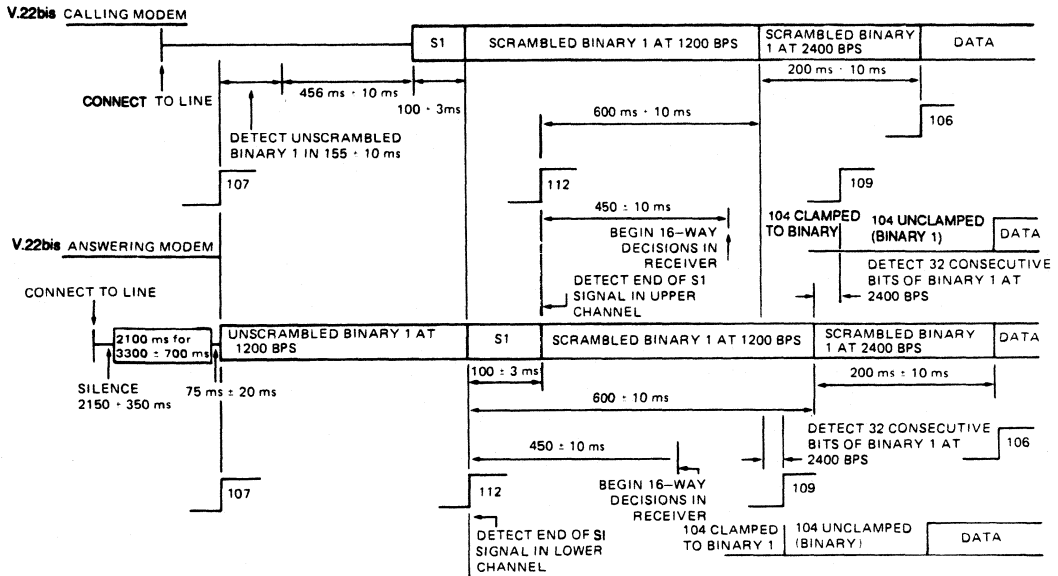 V.22bis CALLING MODEM
S1
SCRAMBLED BINARY 1 AT 1200 BPS
SCRAMBLED BINARY
1 AT 2400 BPS
DATA
456 ms · 10 ms
200 ms · 10 ms
CONNECT TO LINE
100 · 3ms
600 ms · 10 ms
DETECT UNSCRAMBLED
BINARY 1 IN 155 · 10 ms
106
107
112
109
450 ± 10 ms
104 CLAMPED
TO BINARY
104 UNCLAMPED
(BINARY 1)
DATA
BEGIN 16–WAY
DECISIONS IN
RECEIVER
V.22bis ANSWERING MODEM
DETECT 32 CONSECUTIVE
BITS OF BINARY 1 AT
2400 BPS
CONNECT TO LINE
DETECT END OF S1
SIGNAL IN UPPER
CHANNEL
2100 ms for
3300 ± 700 ms
UNSCRAMBLED BINARY 1 AT
1200 BPS
S1
SCRAMBLED BINARY 1 AT 1200 BPS
SCRAMBLED BINARY
1 AT 2400 BPS
DATA
SILENCE
2150 · 350 ms
75 ms ± 20 ms
100 ± 3 ms
200 ms ± 10 ms
600 ± 10 ms
DETECT 32 CONSECUTIVE
BITS OF BINARY 1 AT
2400 BPS
450 ± 10 ms
106
107
112
BEGIN 16–WAY
DECISIONS IN
RECEIVER
109
DETECT END OF S1
SIGNAL IN LOWER
CHANNEL
104 CLAMPED
TO BINARY 1
104 UNCLAMPED
(BINARY)
DATA